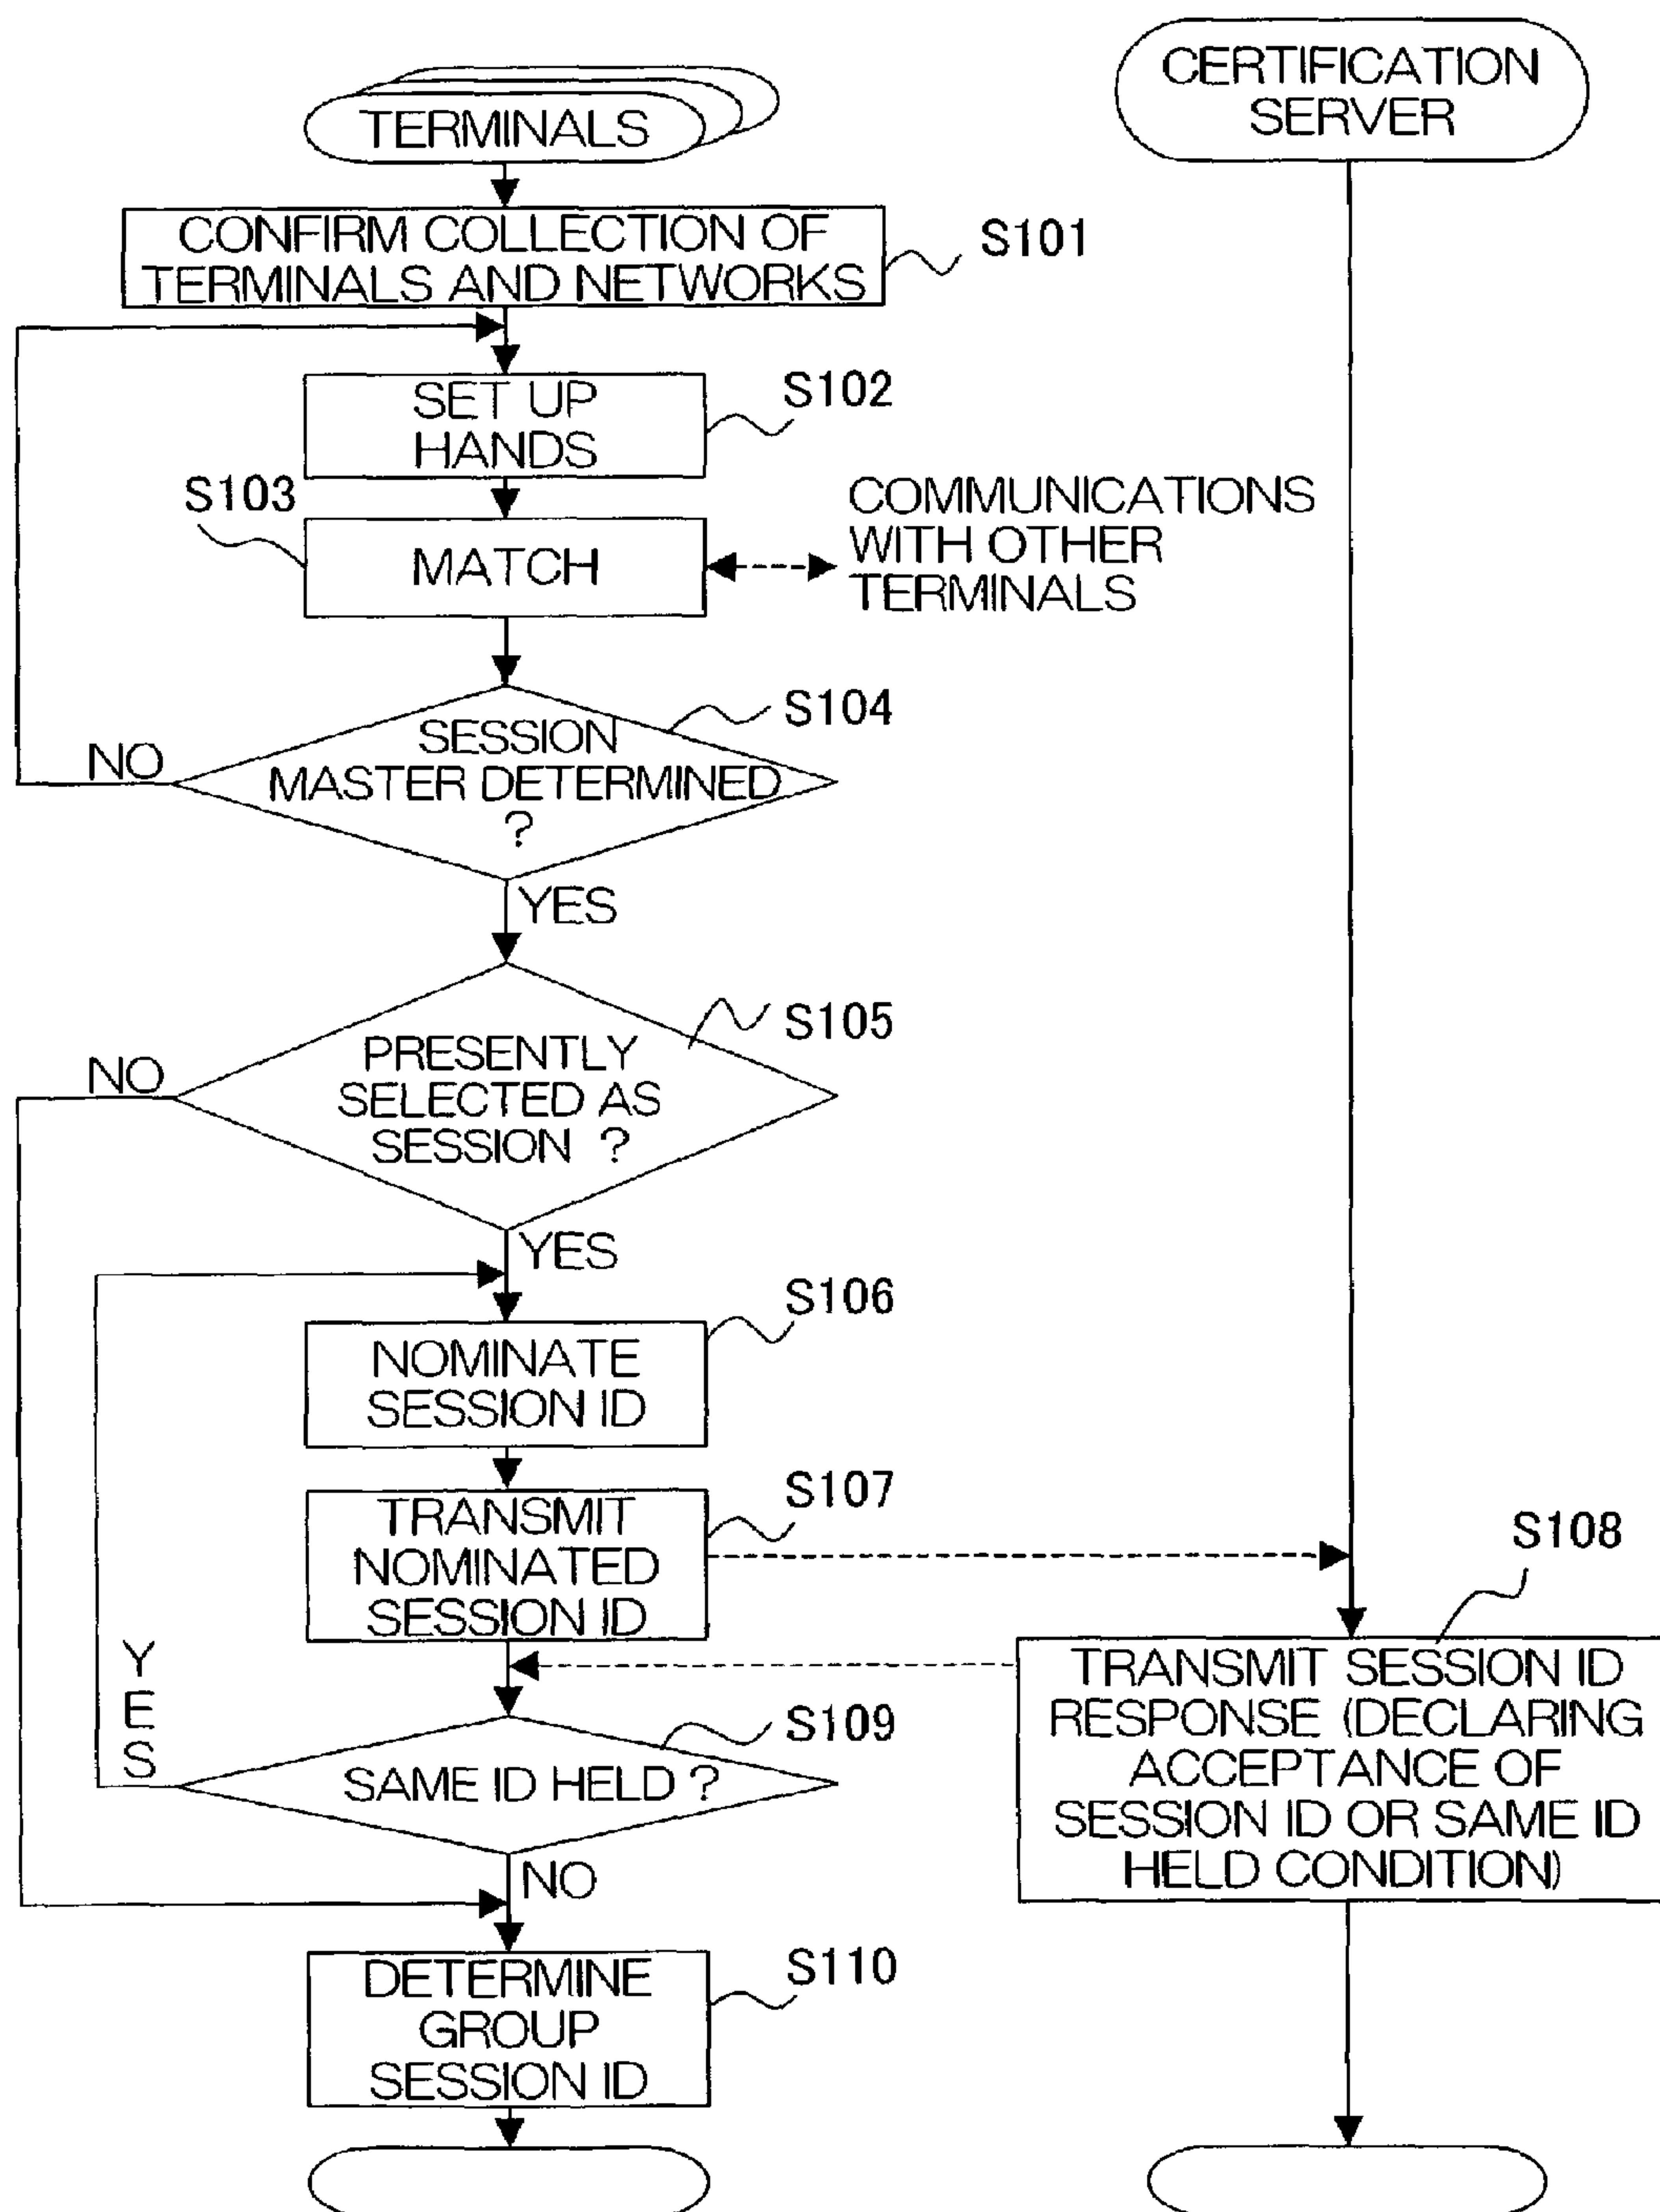 TERMINALS
CERTIFICATION
SERVER
CONFIRM COLLECTION OF
TERMINALS AND NETWORKS
S101
SET UP
HANDS
S102
S103
MATCH
COMMUNICATIONS
WITH OTHER
TERMINALS
S104
SESSION
MASTER DETERMINED
?
NO
YES
S105
PRESENTLY
SELECTED AS
SESSION ?
NO
YES
S106
NOMINATE
SESSION ID
S107
TRANSMIT
NOMINATED
SESSION ID
S108
TRANSMIT SESSION ID
RESPONSE (DECLARING
ACCEPTANCE OF
SESSION ID OR SAME ID
HELD CONDITION)
YES
S109
SAME ID HELD ?
NO
S110
DETERMINE
GROUP
SESSION ID